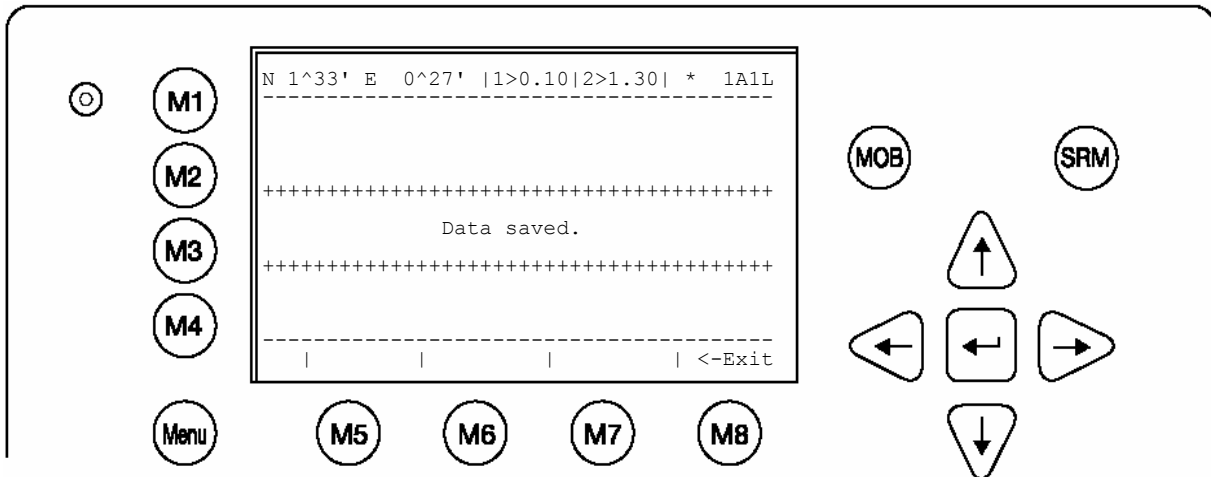 N 1^33' E  0^27' |1>0.10|2>1.30| *  1A1L
----------------------------------------
++++++++++++++++++++++++++++++++++++++++
Data saved.
++++++++++++++++++++++++++++++++++++++++
----------------------------------------
| | | | <-Exit
M1
M2
M3
M4
Menu
M5 M6 M7 M8
MOB SRM